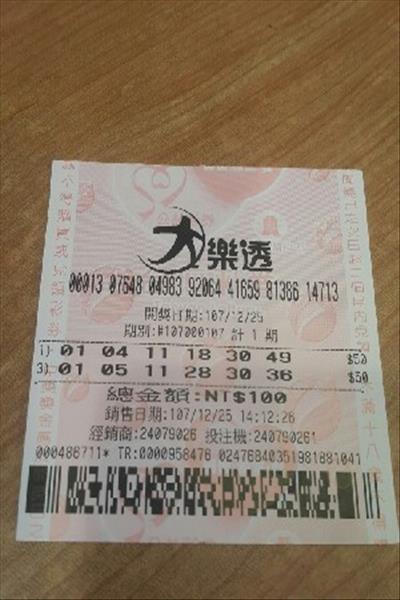 大樂透
06013 07548 04983 92064 41659 81386 14713
開獎日期:107/12/25
期別:#107000107 計 1 期
1) 01 04 11 18 30 49 $50
3) 01 05 11 28 30 36 $50
總金額:NT$100
銷售日期:107/12/25 14:12:26
經銷商:24079026 投注機:240790261
000486711* TR:0000958476 02476840351981881041